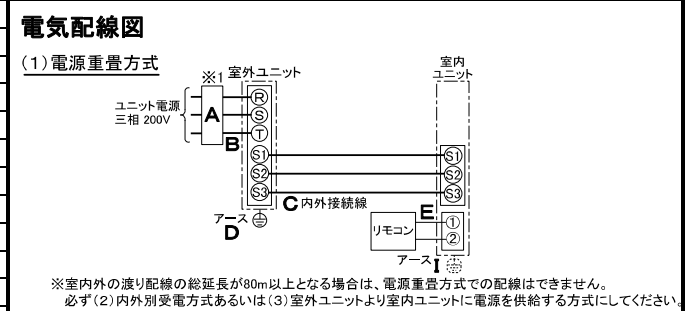 電気配線図
(1)電源重畳方式
※1 室外ユニット
室内
ユニット
ユニット電源
三相 200V
A
B
R
S
T
S1
S2
S3
S1
S2
S3
C 内外接続線
アース
D
リモコン
E
①
②
アース I
※室内外の渡り配線の総延長が80m以上となる場合は、電源重畳方式での配線はできません。
必ず(2)内外別受電方式あるいは(3)室外ユニットより室内ユニットに電源を供給する方式にしてください。